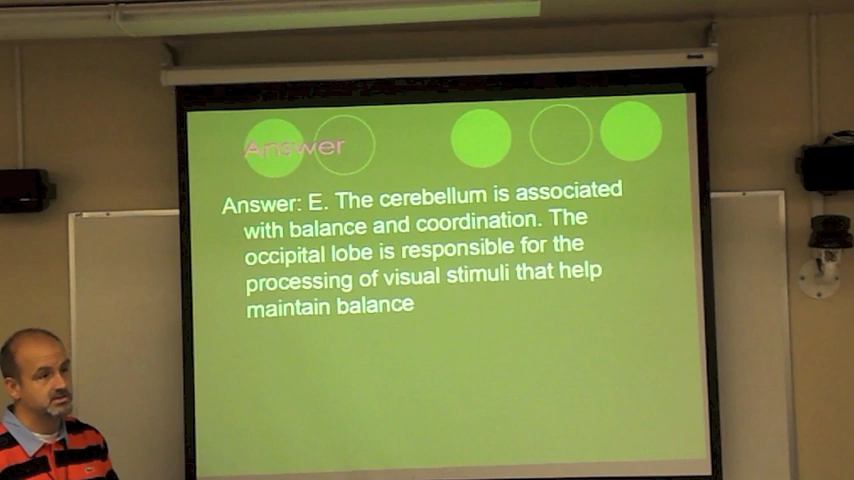 Answer
Answer: E. The cerebellum is associated
with balance and coordination. The
occipital lobe is responsible for the
processing of visual stimuli that help
maintain balance